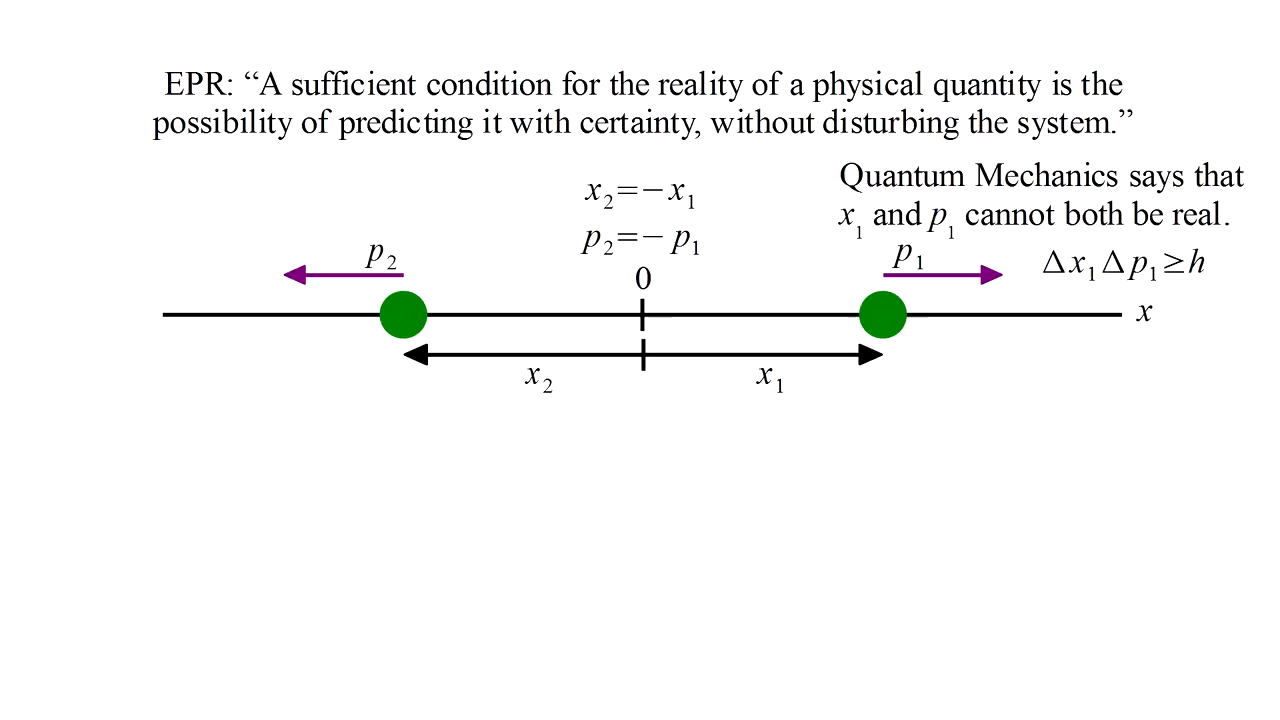 EPR: “A sufficient condition for the reality of a physical quantity is the
possibility of predicting it with certainty, without disturbing the system.”
Quantum Mechanics says that
x₁ and p₁ cannot both be real.
x₂=−x₁
p₂=−p₁
p₂
0
p₁
Δx₁Δp₁≥h
x
x₂
x₁